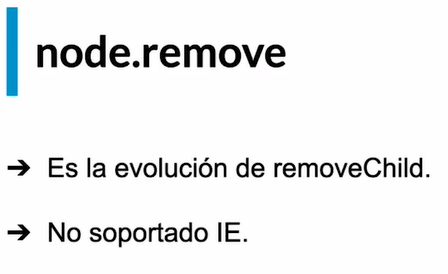 node.remove
➔ Es la evolución de removeChild.
➔ No soportado IE.